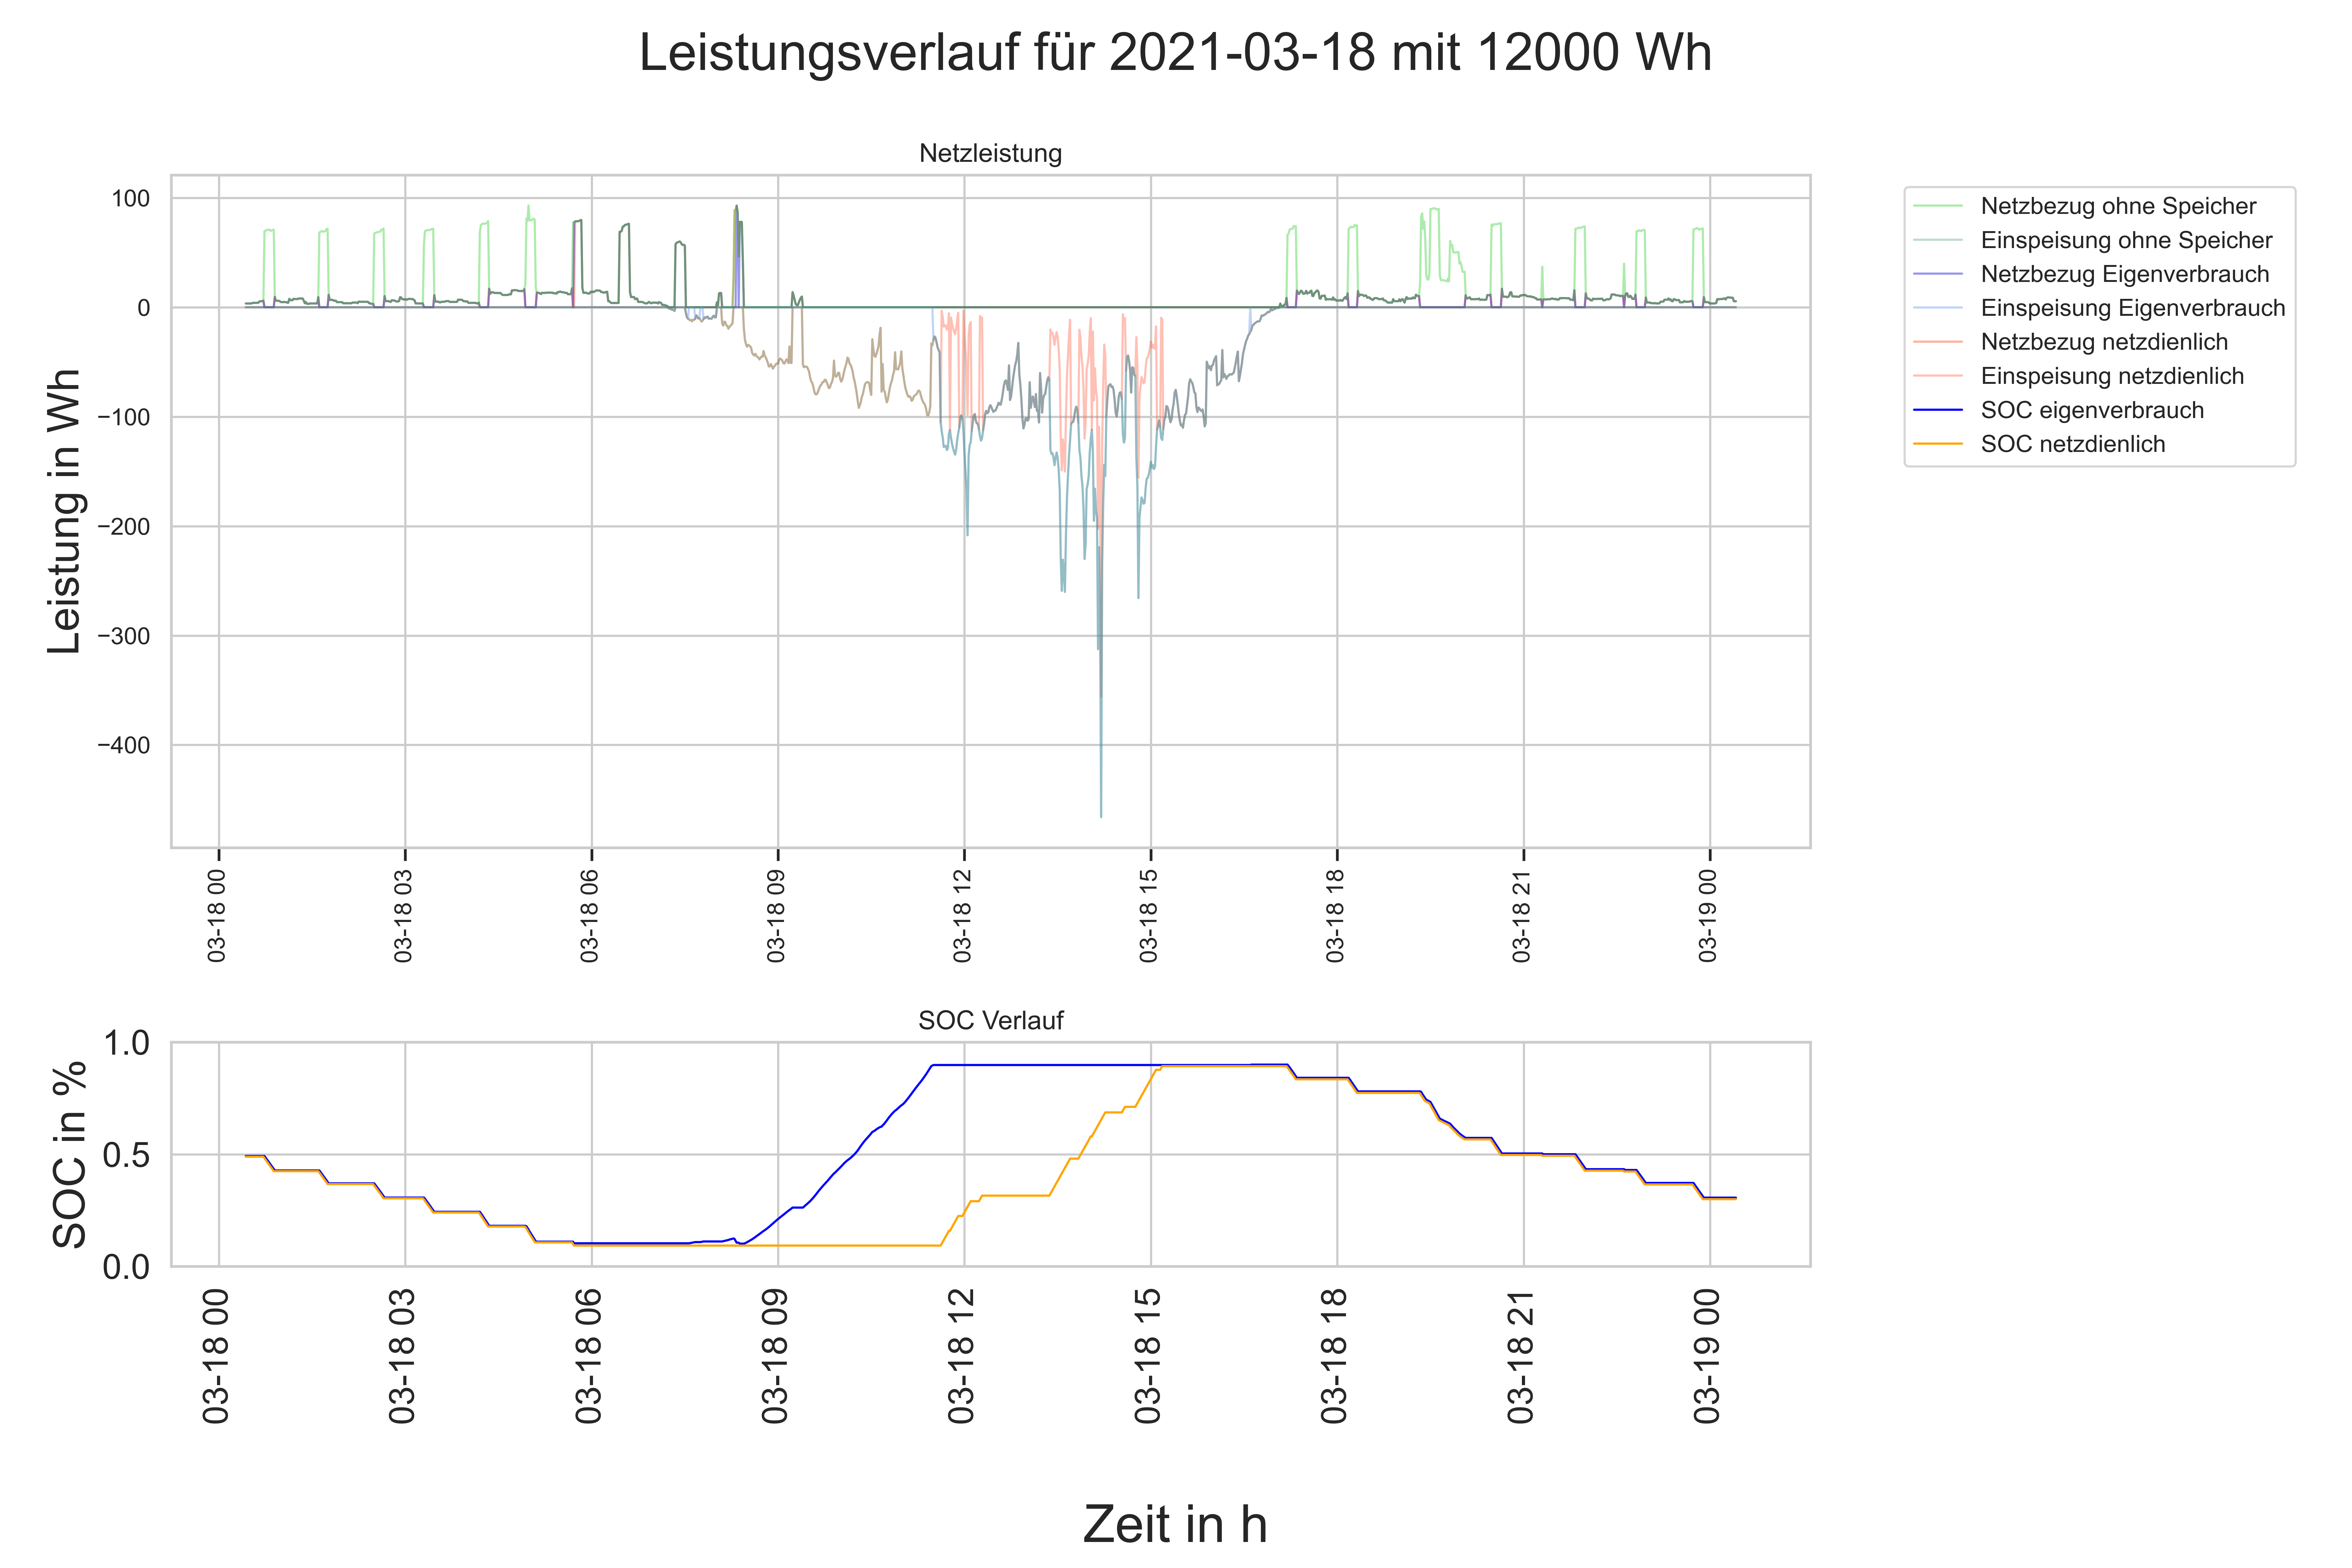 Leistungsverlauf für 2021-03-18 mit 12000 Wh
Netzleistung
Leistung in Wh
100
0
−100
−200
−300
−400
03-18 00
03-18 03
03-18 06
03-18 09
03-18 12
03-18 15
03-18 18
03-18 21
03-19 00
Netzbezug ohne Speicher
Einspeisung ohne Speicher
Netzbezug Eigenverbrauch
Einspeisung Eigenverbrauch
Netzbezug netzdienlich
Einspeisung netzdienlich
SOC eigenverbrauch
SOC netzdienlich
SOC Verlauf
SOC in %
1.0
0.5
0.0
03-18 00
03-18 03
03-18 06
03-18 09
03-18 12
03-18 15
03-18 18
03-18 21
03-19 00
Zeit in h